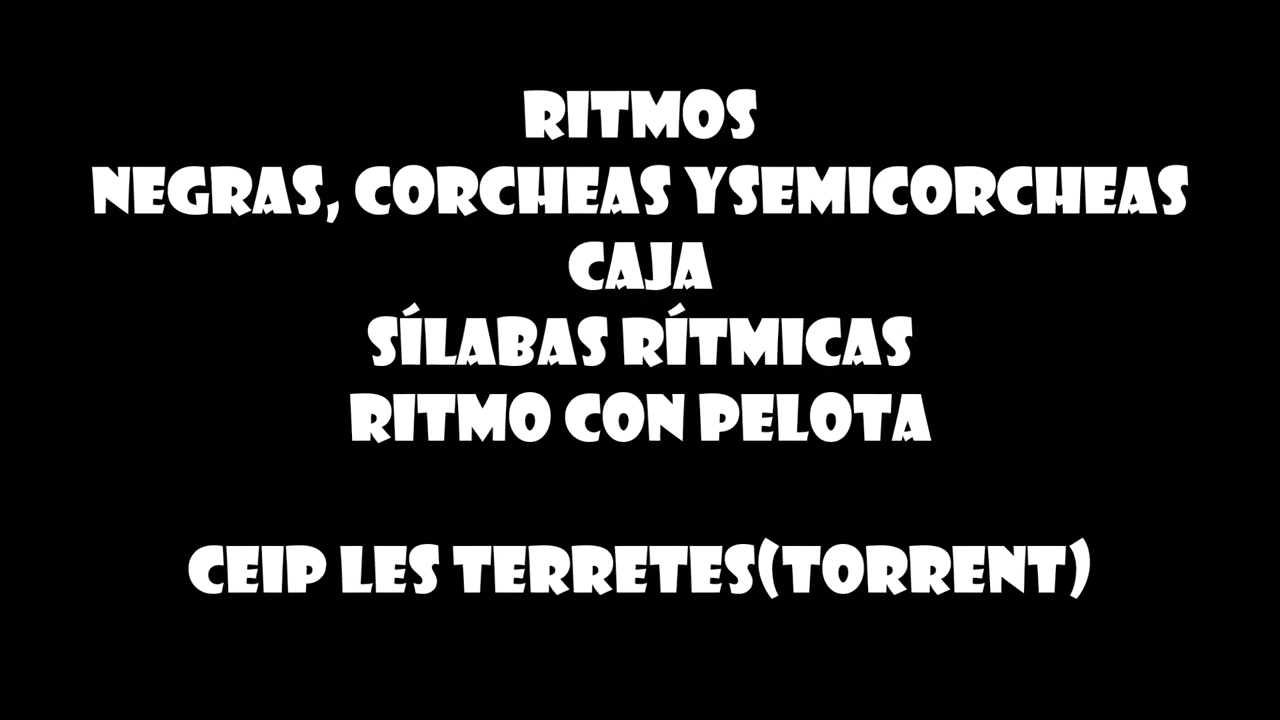 RITMOS
NEGRAS, CORCHEAS YSEMICORCHEAS
CAJA
SÍLABAS RÍTMICAS
RITMO CON PELOTA
CEIP LES TERRETES(TORRENT)